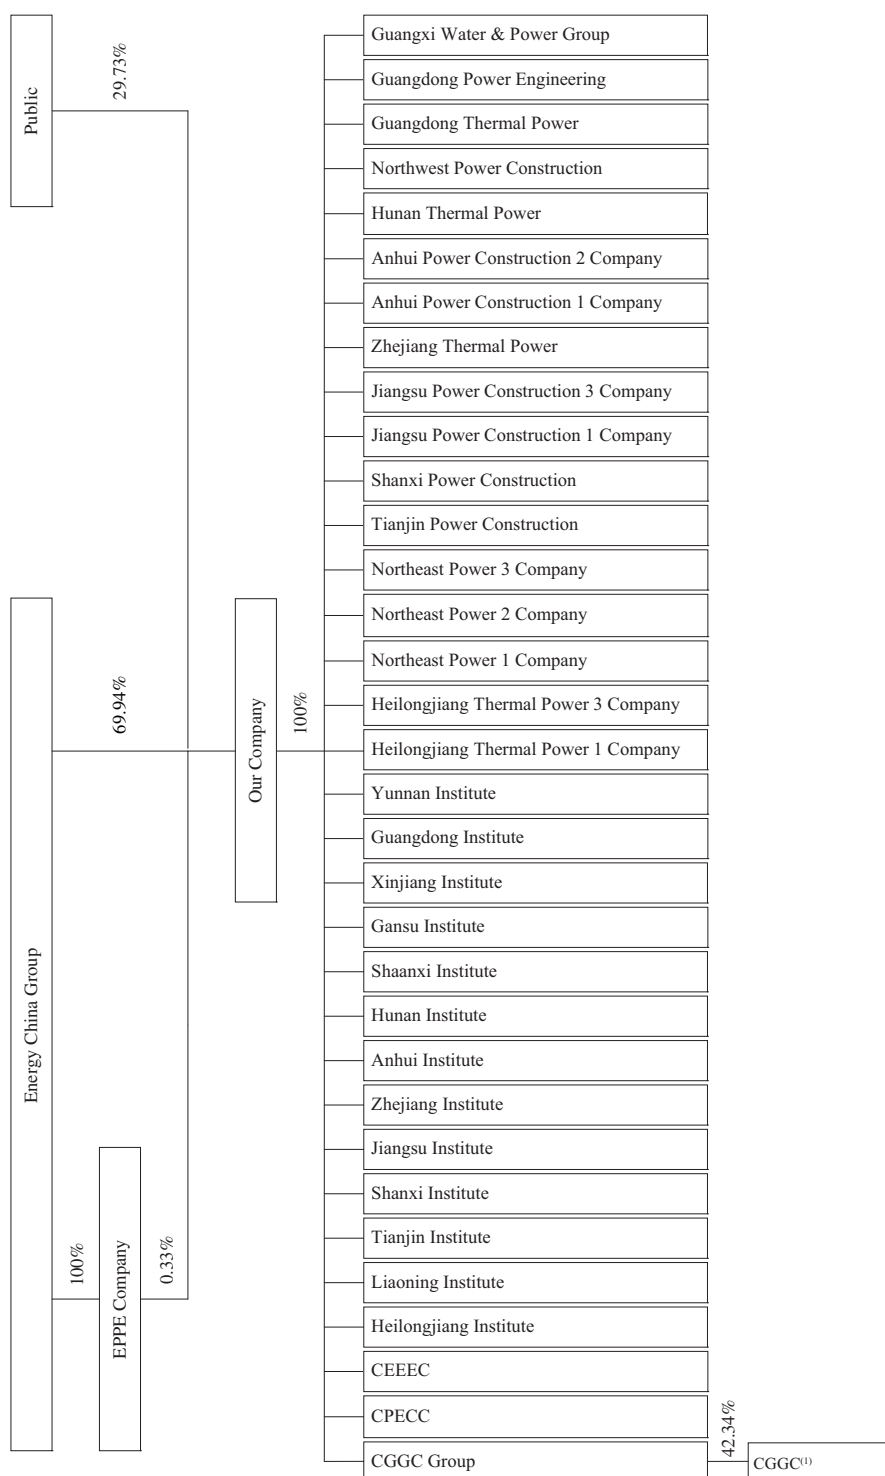 Public
29.73%
Energy China Group
69.94%
100%
EPPE Company
0.33%
Our Company
100%
Guangxi Water & Power Group
Guangdong Power Engineering
Guangdong Thermal Power
Northwest Power Construction
Hunan Thermal Power
Anhui Power Construction 2 Company
Anhui Power Construction 1 Company
Zhejiang Thermal Power
Jiangsu Power Construction 3 Company
Jiangsu Power Construction 1 Company
Shanxi Power Construction
Tianjin Power Construction
Northeast Power 3 Company
Northeast Power 2 Company
Northeast Power 1 Company
Heilongjiang Thermal Power 3 Company
Heilongjiang Thermal Power 1 Company
Yunnan Institute
Guangdong Institute
Xinjiang Institute
Gansu Institute
Shaanxi Institute
Hunan Institute
Anhui Institute
Zhejiang Institute
Jiangsu Institute
Shanxi Institute
Tianjin Institute
Liaoning Institute
Heilongjiang Institute
CEEEC
CPECC
CGGC Group
42.34%
CGGC(1)